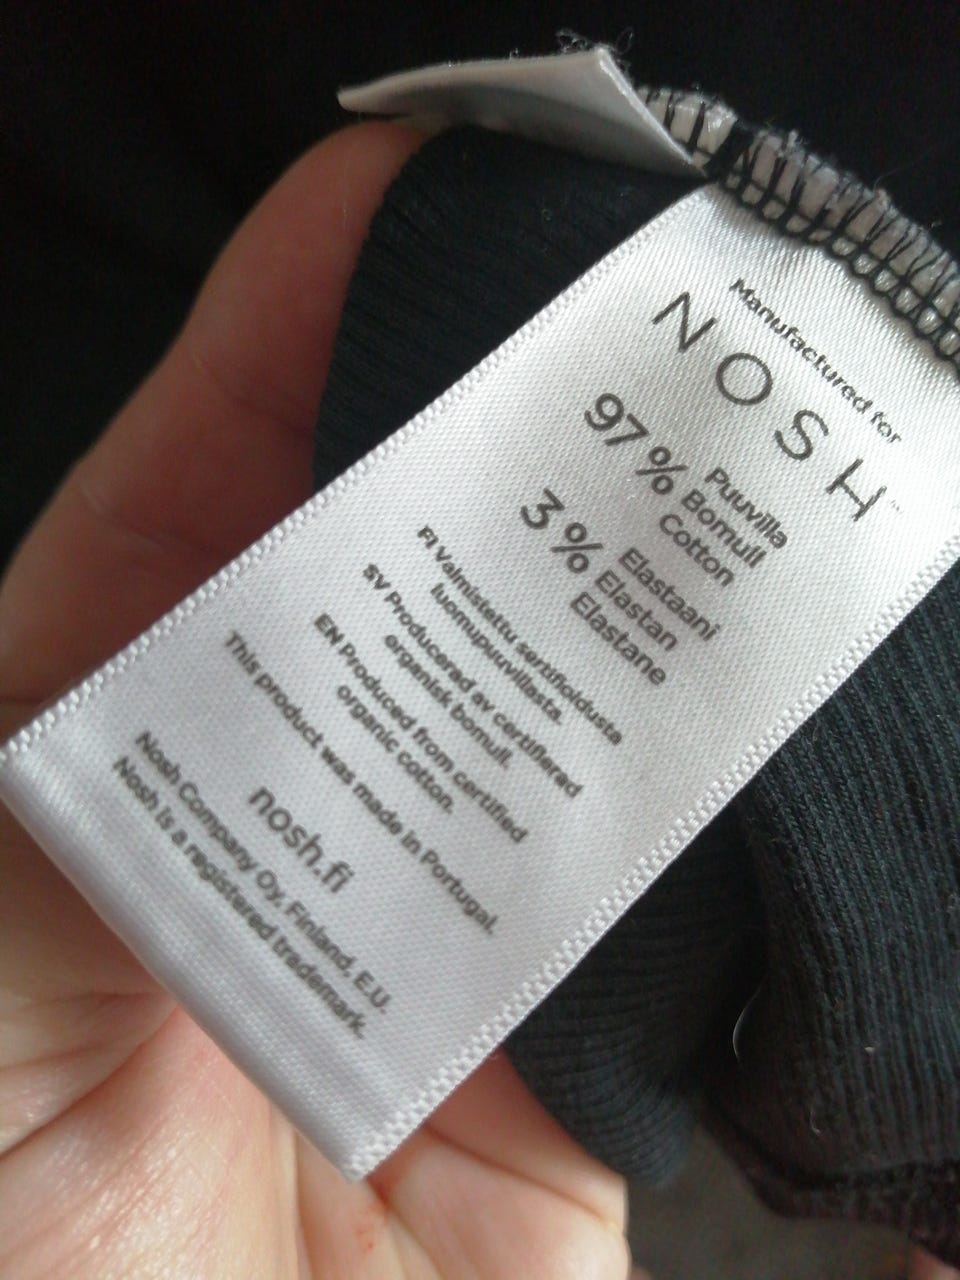 Manufactured for
NOSH
97 % Puuvilla
Bomull
Cotton
3 % Elastaani
Elastan
Elastane
FI Valmistettu sertifioidusta
luomupuuvillasta.
SV Producerad av certifierad
organisk bomull.
EN Produced from certified
organic cotton.
This product was made in Portugal.
nosh.fi
Nosh Company Oy, Finland, E.U.
Nosh is a registered trademark.